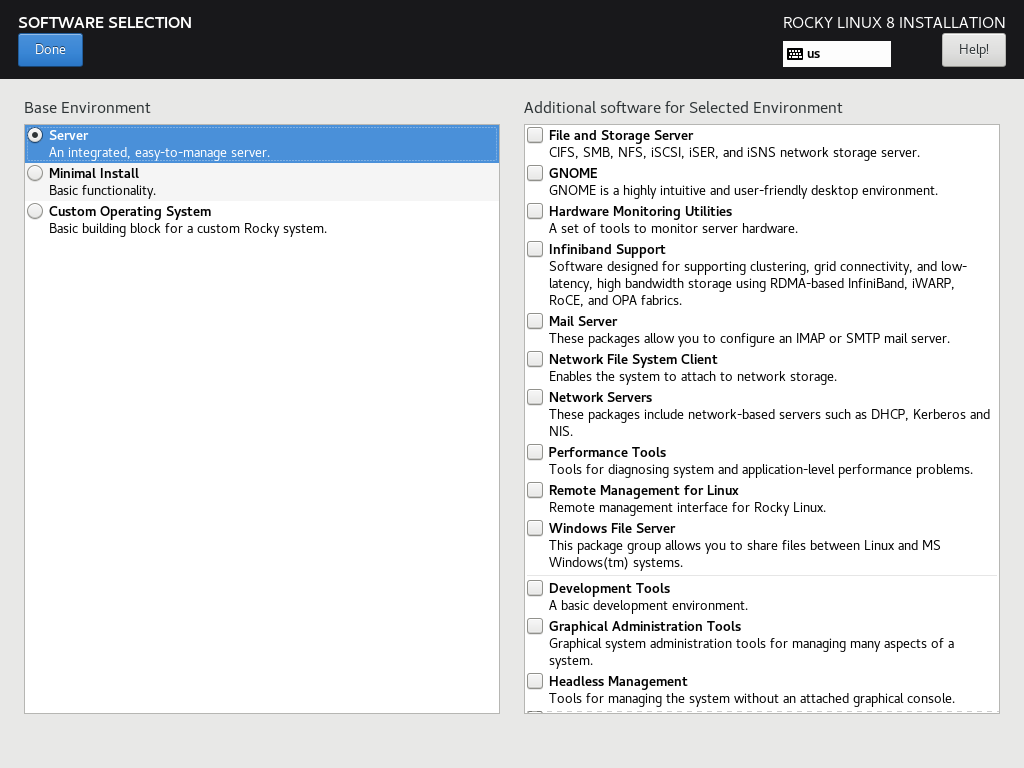 SOFTWARE SELECTION
ROCKY LINUX 8 INSTALLATION
Done
us
Help!
Base Environment
Server
An integrated, easy-to-manage server.
Minimal Install
Basic functionality.
Custom Operating System
Basic building block for a custom Rocky system.
Additional software for Selected Environment
File and Storage Server
CIFS, SMB, NFS, iSCSI, iSER, and iSNS network storage server.
GNOME
GNOME is a highly intuitive and user-friendly desktop environment.
Hardware Monitoring Utilities
A set of tools to monitor server hardware.
Infiniband Support
Software designed for supporting clustering, grid connectivity, and low-
latency, high bandwidth storage using RDMA-based InfiniBand, iWARP,
RoCE, and OPA fabrics.
Mail Server
These packages allow you to configure an IMAP or SMTP mail server.
Network File System Client
Enables the system to attach to network storage.
Network Servers
These packages include network-based servers such as DHCP, Kerberos and
NIS.
Performance Tools
Tools for diagnosing system and application-level performance problems.
Remote Management for Linux
Remote management interface for Rocky Linux.
Windows File Server
This package group allows you to share files between Linux and MS
Windows(tm) systems.
Development Tools
A basic development environment.
Graphical Administration Tools
Graphical system administration tools for managing many aspects of a
system.
Headless Management
Tools for managing the system without an attached graphical console.